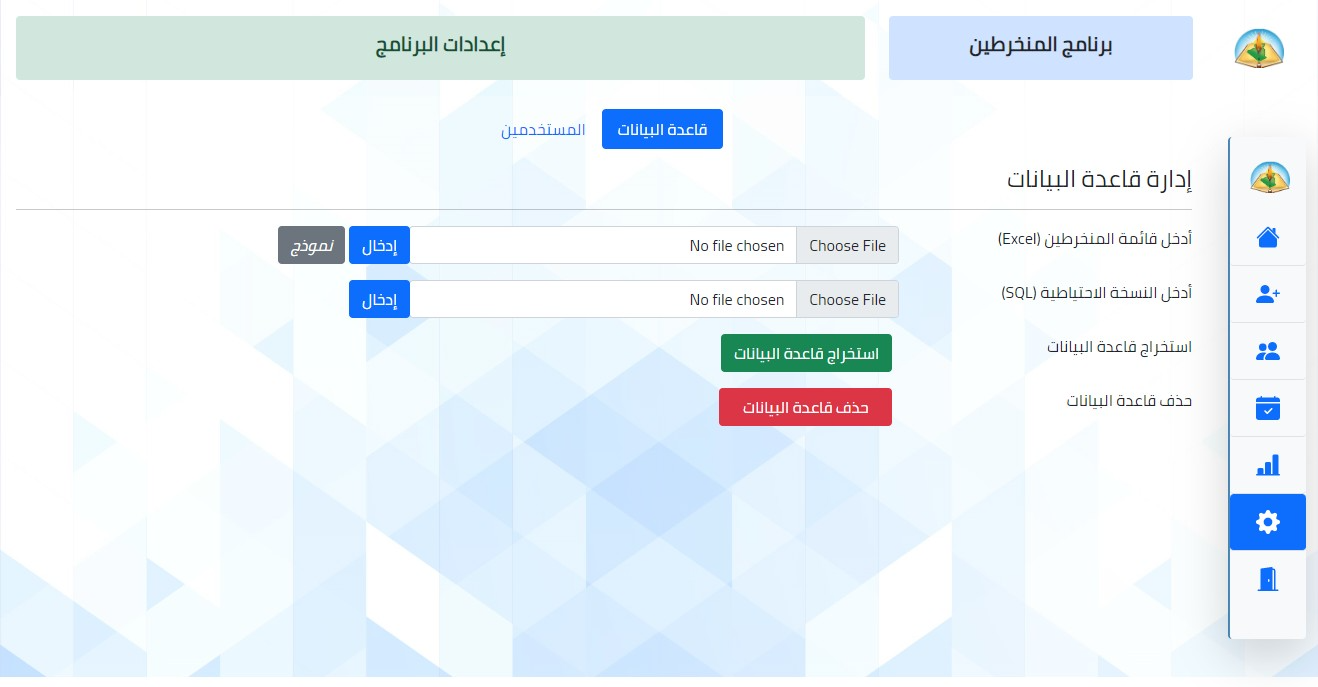 برنامج المنخرطين
إعدادات البرنامج
قاعدة البيانات
المستخدمين
إدارة قاعدة البيانات
أدخل قائمة المنخرطين (Excel)
Choose File
No file chosen
إدخال
نموذج
أدخل النسخة الاحتياطية (SQL)
Choose File
No file chosen
إدخال
استخراج قاعدة البيانات
استخراج قاعدة البيانات
حذف قاعدة البيانات
حذف قاعدة البيانات